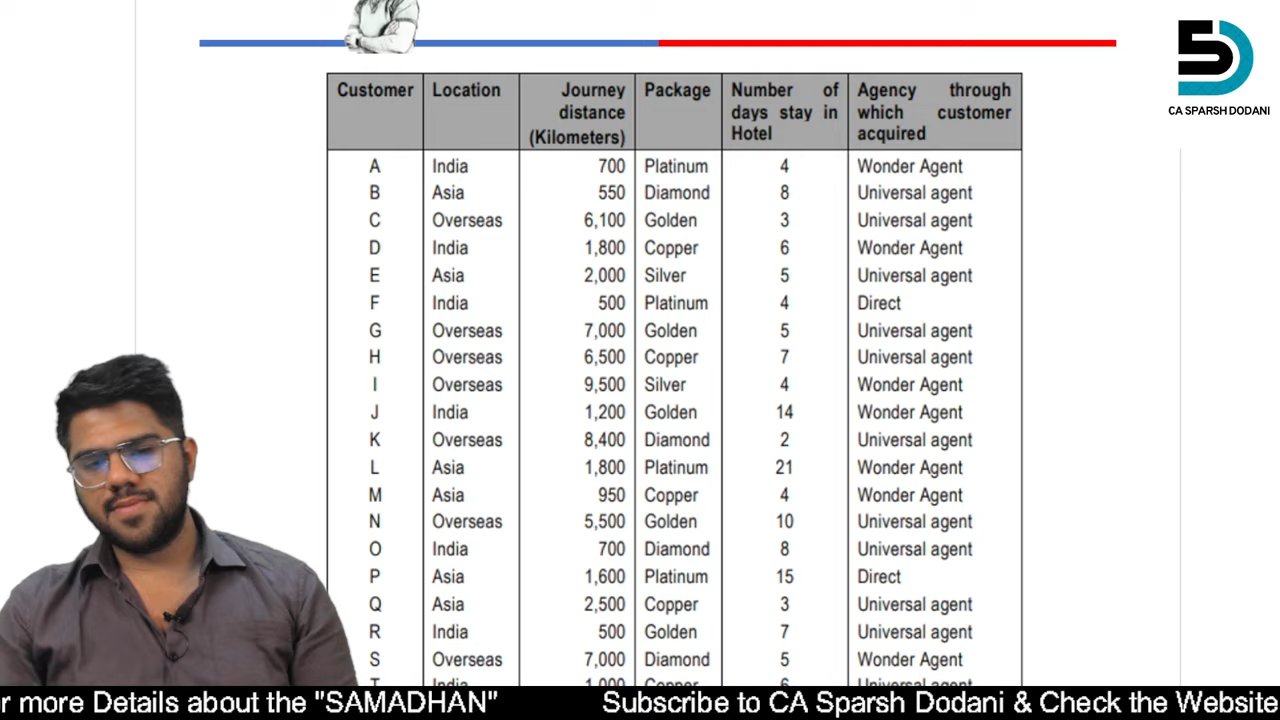 CA SPARSH DODANI
Customer Location Journey distance (Kilometers) Package Number of days stay in Hotel Agency through which customer acquired
A India 700 Platinum 4 Wonder Agent
B Asia 550 Diamond 8 Universal agent
C Overseas 6,100 Golden 3 Universal agent
D India 1,800 Copper 6 Wonder Agent
E Asia 2,000 Silver 5 Universal agent
F India 500 Platinum 4 Direct
G Overseas 7,000 Golden 5 Universal agent
H Overseas 6,500 Copper 7 Universal agent
I Overseas 9,500 Silver 4 Wonder Agent
J India 1,200 Golden 14 Wonder Agent
K Overseas 8,400 Diamond 2 Universal agent
L Asia 1,800 Platinum 21 Wonder Agent
M Asia 950 Copper 4 Wonder Agent
N Overseas 5,500 Golden 10 Universal agent
O India 700 Diamond 8 Universal agent
P Asia 1,600 Platinum 15 Direct
Q Asia 2,500 Copper 3 Universal agent
R India 500 Golden 7 Universal agent
S Overseas 7,000 Diamond 5 Wonder Agent
T India 1,000 Copper 6 Universal agent
r more Details about the "SAMADHAN" Subscribe to CA Sparsh Dodani & Check the Website